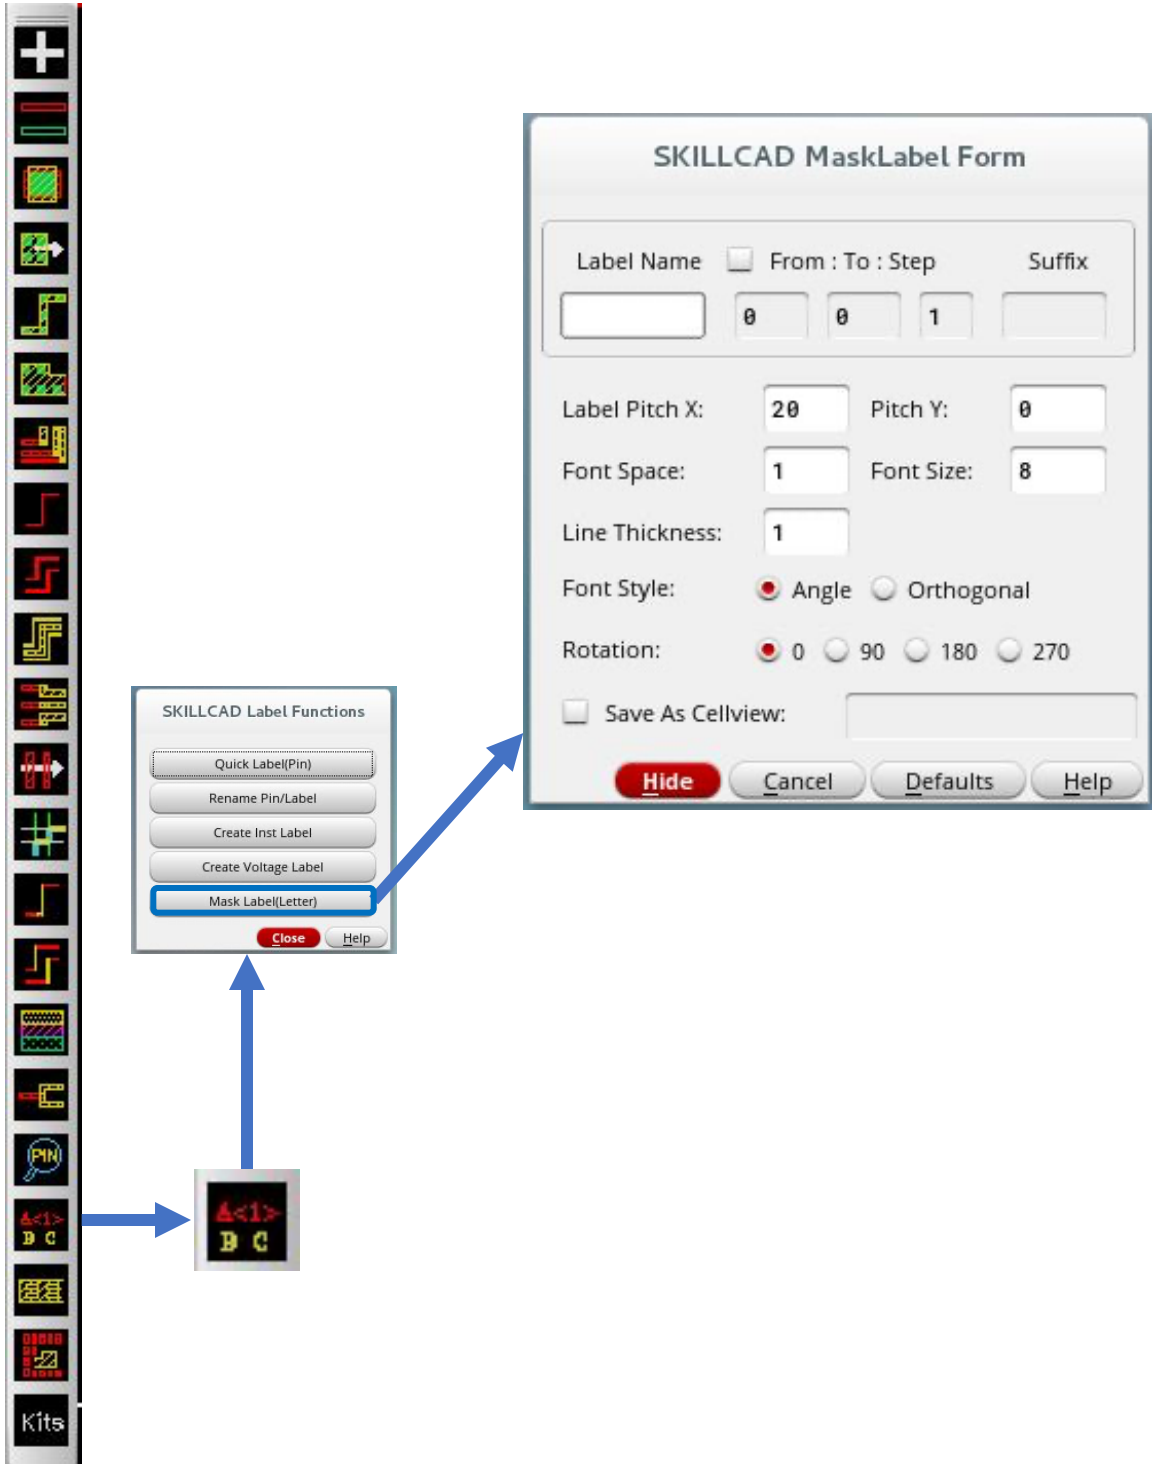 SKILLCAD MaskLabel Form
Label Name From : To : Step Suffix
0 0 1
Label Pitch X: 20 Pitch Y: 0
Font Space: 1 Font Size: 8
Line Thickness: 1
Font Style: Angle Orthogonal
Rotation: 0 90 180 270
Save As Cellview:
Hide Cancel Defaults Help
SKILLCAD Label Functions
Quick Label(Pin)
Rename Pin/Label
Create Inst Label
Create Voltage Label
Mask Label(Letter)
Close Help
PIN
A<1>
B C
A<1>
B C
Kits